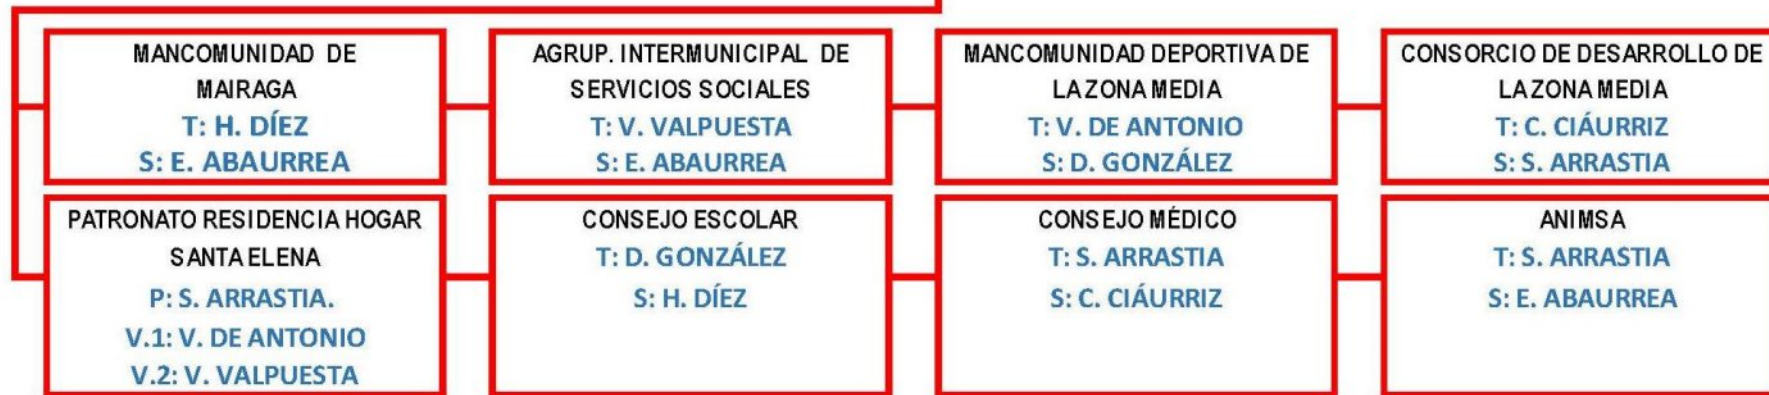 MANCOMUNIDAD DE
MAIRAGA
T: H. DÍEZ
S: E. ABAURREA
AGRUP. INTERMUNICIPAL DE
SERVICIOS SOCIALES
T: V. VALPUESTA
S: E. ABAURREA
MANCOMUNIDAD DEPORTIVA DE
LA ZONA MEDIA
T: V. DE ANTONIO
S: D. GONZÁLEZ
CONSORCIO DE DESARROLLO DE
LA ZONA MEDIA
T: C. CIÁURRIZ
S: S. ARRASTIA
PATRONATO RESIDENCIA HOGAR
SANTA ELENA
P: S. ARRASTIA.
V.1: V. DE ANTONIO
V.2: V. VALPUESTA
CONSEJO ESCOLAR
T: D. GONZÁLEZ
S: H. DÍEZ
CONSEJO MÉDICO
T: S. ARRASTIA
S: C. CIÁURRIZ
ANIMSA
T: S. ARRASTIA
S: E. ABAURREA